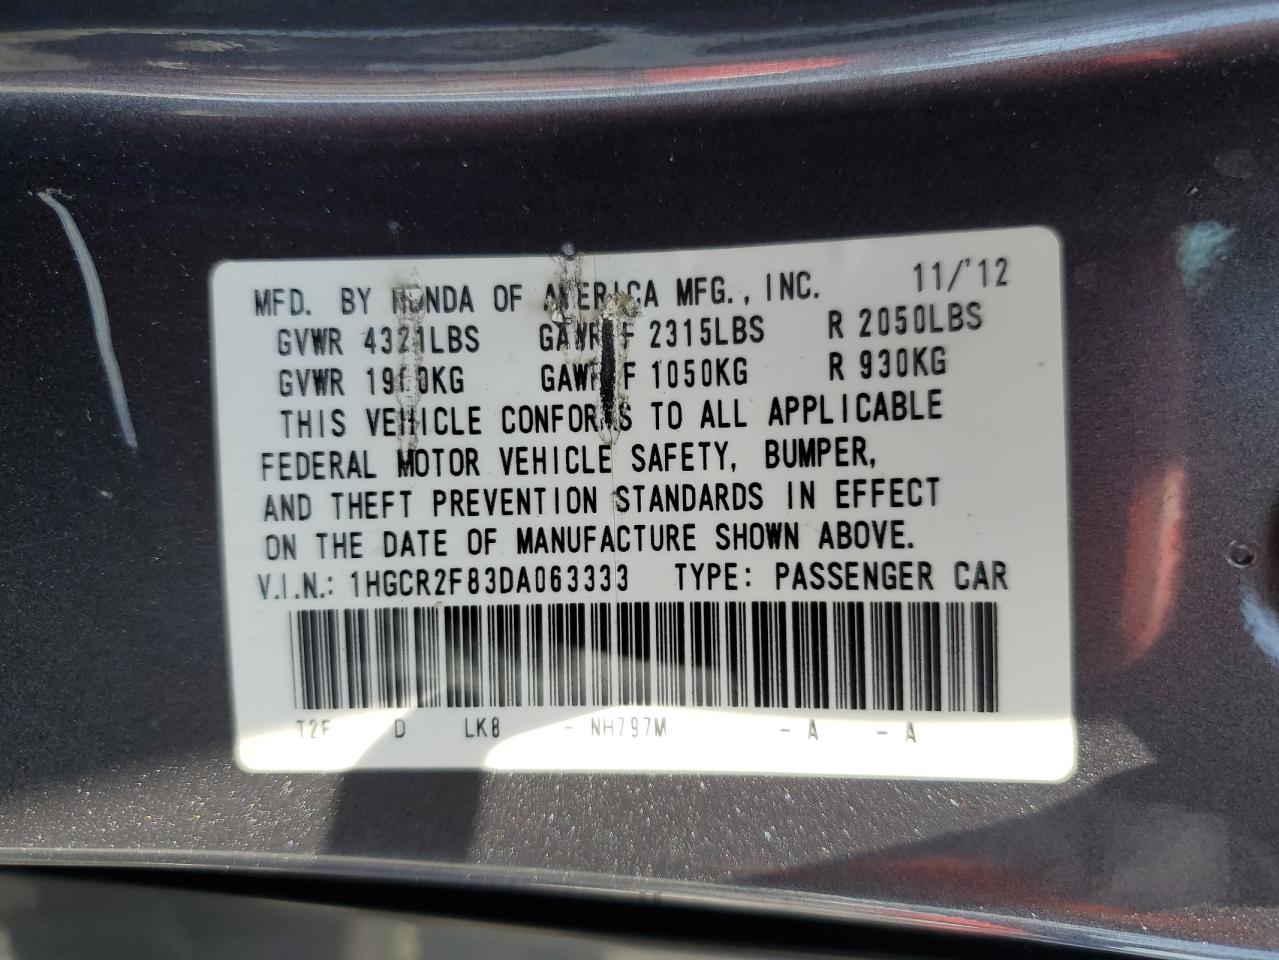 MFD. BY HONDA OF AMERICA MFG., INC. 11/'12
GVWR 4321LBS GAWR F 2315LBS R 2050LBS
GVWR 1960KG GAWR F 1050KG R 930KG
THIS VEHICLE CONFORMS TO ALL APPLICABLE
FEDERAL MOTOR VEHICLE SAFETY, BUMPER,
AND THEFT PREVENTION STANDARDS IN EFFECT
ON THE DATE OF MANUFACTURE SHOWN ABOVE.
V.I.N.: 1HGCR2F83DA063333 TYPE: PASSENGER CAR
T2F D LK8 - NH797M - A - A